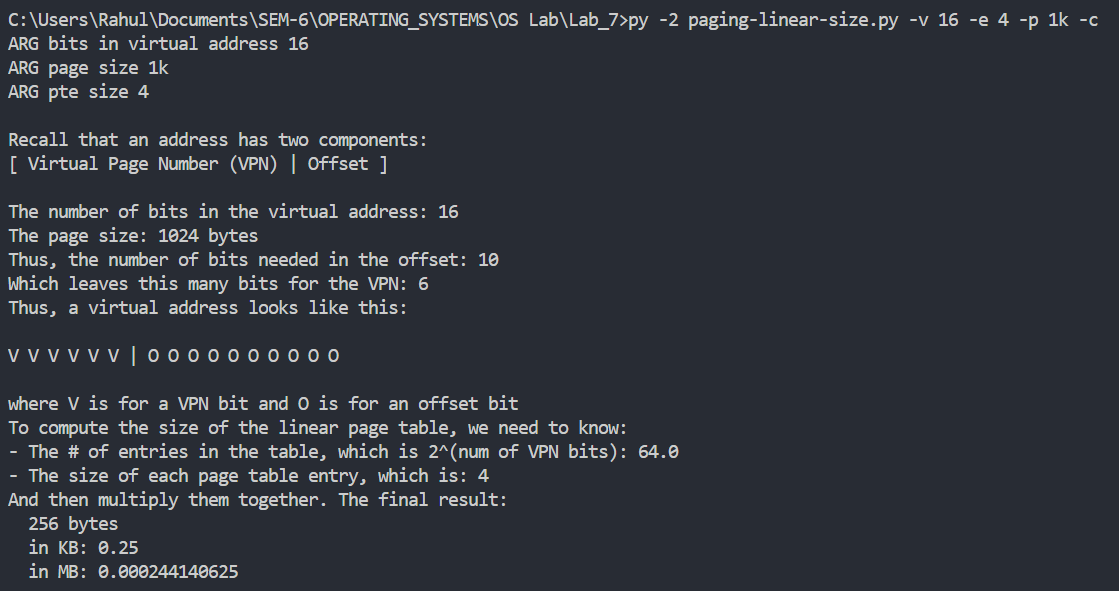 C:\Users\Rahul\Documents\SEM-6\OPERATING_SYSTEMS\OS Lab\Lab_7>py -2 paging-linear-size.py -v 16 -e 4 -p 1k -c
ARG bits in virtual address 16
ARG page size 1k
ARG pte size 4

Recall that an address has two components:
[ Virtual Page Number (VPN) | Offset ]

The number of bits in the virtual address: 16
The page size: 1024 bytes
Thus, the number of bits needed in the offset: 10
Which leaves this many bits for the VPN: 6
Thus, a virtual address looks like this:

V V V V V V | O O O O O O O O O O

where V is for a VPN bit and O is for an offset bit
To compute the size of the linear page table, we need to know:
- The # of entries in the table, which is 2^(num of VPN bits): 64.0
- The size of each page table entry, which is: 4
And then multiply them together. The final result:
  256 bytes
  in KB: 0.25
  in MB: 0.000244140625